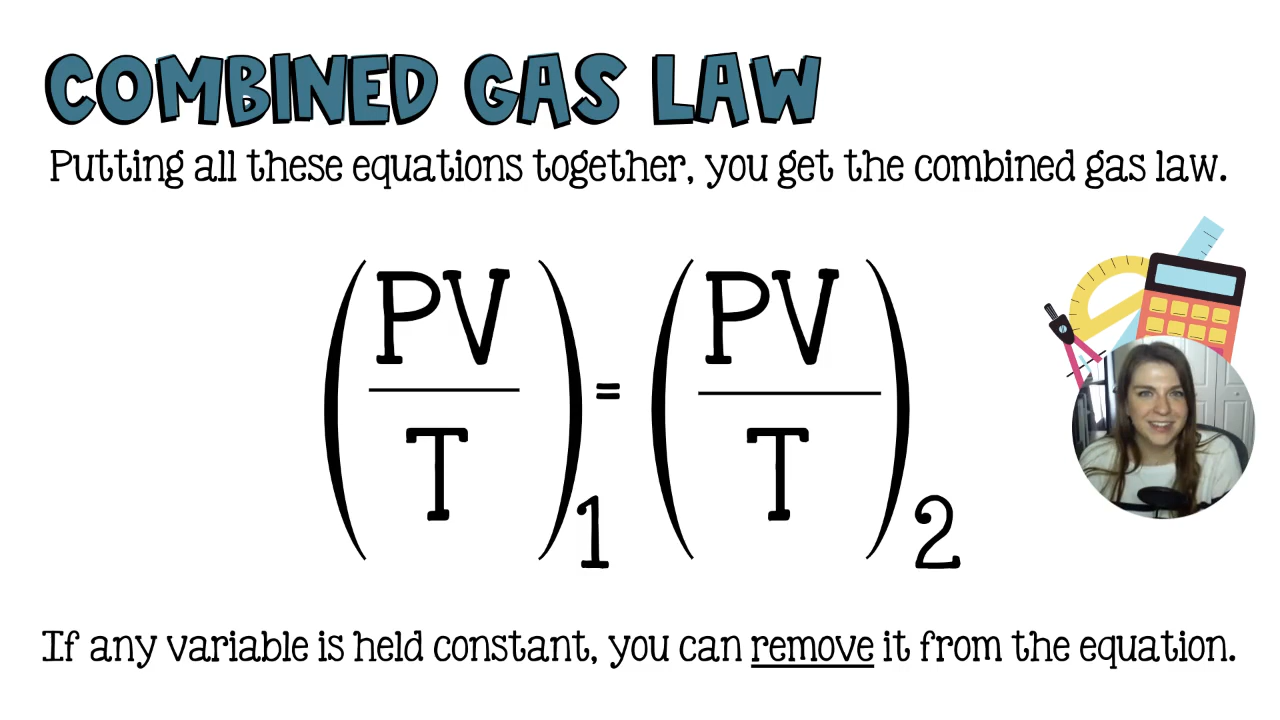 COMBINED GAS LAW
Putting all these equations together, you get the combined gas law.
(PV/T)₁ = (PV/T)₂
If any variable is held constant, you can remove it from the equation.